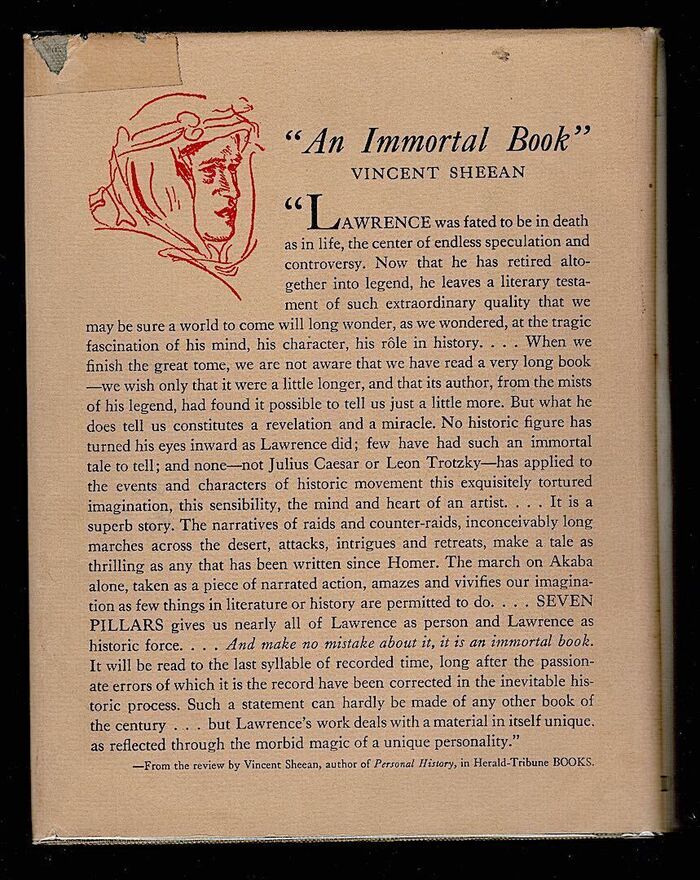 “An Immortal Book”
VINCENT SHEEAN
“LAWRENCE was fated to be in death
as in life, the center of endless speculation and
controversy. Now that he has retired alto-
gether into legend, he leaves a literary testa-
ment of such extraordinary quality that we
may be sure a world to come will long wonder, as we wondered, at the tragic
fascination of his mind, his character, his rôle in history. . . . When we
finish the great tome, we are not aware that we have read a very long book
—we wish only that it were a little longer, and that its author, from the mists
of his legend, had found it possible to tell us just a little more. But what he
does tell us constitutes a revelation and a miracle. No historic figure has
turned his eyes inward as Lawrence did; few have had such an immortal
tale to tell; and none—not Julius Caesar or Leon Trotzky—has applied to
the events and characters of historic movement this exquisitely tortured
imagination, this sensibility, the mind and heart of an artist. . . . It is a
superb story. The narratives of raids and counter-raids, inconceivably long
marches across the desert, attacks, intrigues and retreats, make a tale as
thrilling as any that has been written since Homer. The march on Akaba
alone, taken as a piece of narrated action, amazes and vivifies our imagina-
tion as few things in literature or history are permitted to do. . . . SEVEN
PILLARS gives us nearly all of Lawrence as person and Lawrence as
historic force. . . . And make no mistake about it, it is an immortal book.
It will be read to the last syllable of recorded time, long after the passion-
ate errors of which it is the record have been corrected in the inevitable his-
toric process. Such a statement can hardly be made of any other book of
the century . . . but Lawrence’s work deals with a material in itself unique,
as reflected through the morbid magic of a unique personality.”
—From the review by Vincent Sheean, author of Personal History, in Herald-Tribune BOOKS.